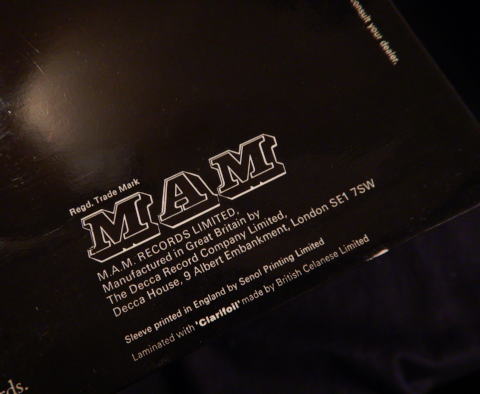 onsult your dealer.
Regd. Trade Mark
MAM
M.A.M. RECORDS LIMITED.
Manufactured in Great Britain by
The Decca Record Company Limited,
Decca House, 9 Albert Embankment, London SE1 7SW
Sleeve printed in England by Senol Printing Limited
Laminated with 'Clarifoil' made by British Celanese Limited
rds.